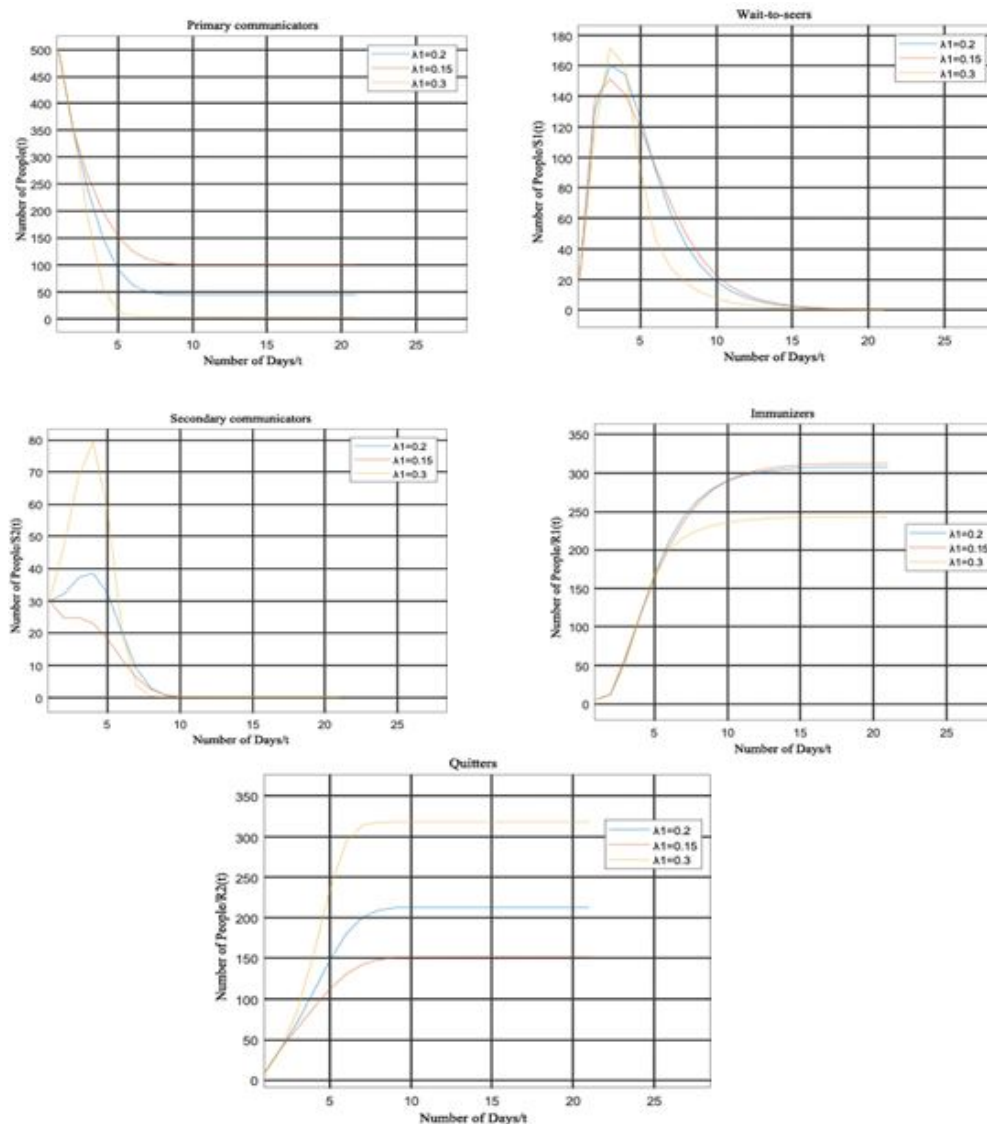 Primary communicators
Number of People(t)
500
450
400
350
300
250
200
150
100
50
0
λ1=0.2
λ1=0.15
λ1=0.3
5
10
15
20
25
Number of Days/t
Wait-to-seers
Number of People/S1(t)
180
160
140
120
100
80
60
40
20
0
λ1=0.2
λ1=0.15
λ1=0.3
5
10
15
20
25
Number of Days/t
Secondary communicators
Number of People/S2(t)
80
70
60
50
40
30
20
10
0
λ1=0.2
λ1=0.15
λ1=0.3
5
10
15
20
25
Number of Days/t
Immunizers
Number of People/R1(t)
350
300
250
200
150
100
50
0
λ1=0.2
λ1=0.15
λ1=0.3
5
10
15
20
25
Number of Days/t
Quitters
Number of People/R2(t)
350
300
250
200
150
100
50
0
λ1=0.2
λ1=0.15
λ1=0.3
5
10
15
20
25
Number of Days/t